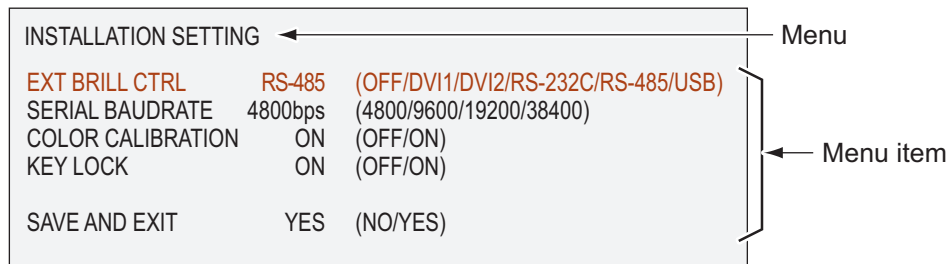 INSTALLATION SETTING
Menu
EXT BRILL CTRL RS-485 (OFF/DVI1/DVI2/RS-232C/RS-485/USB)
SERIAL BAUDRATE 4800bps (4800/9600/19200/38400)
COLOR CALIBRATION ON (OFF/ON)
KEY LOCK ON (OFF/ON)
Menu item
SAVE AND EXIT YES (NO/YES)